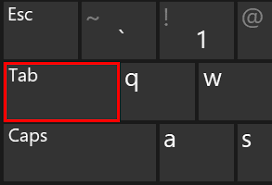 Esc ~ ! @
` 1
Tab q w
Caps a s